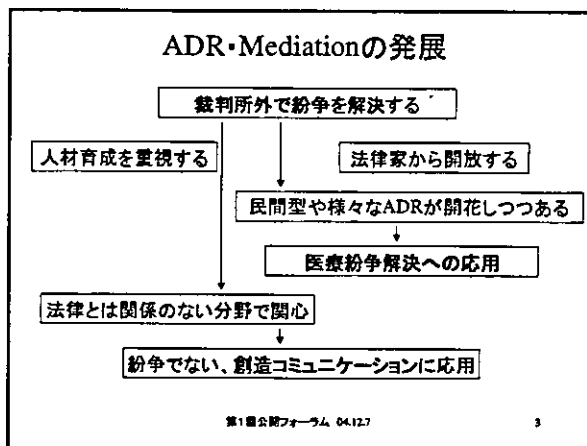 ADR・Mediationの発展
裁判所外で紛争を解決する
人材育成を重視する
法律家から開放する
民間型や様々なADRが開花しつつある
医療紛争解決への応用
法律とは関係のない分野で関心
紛争でない、創造コミュニケーションに応用
第1回公開フォーラム 04.12.7
3